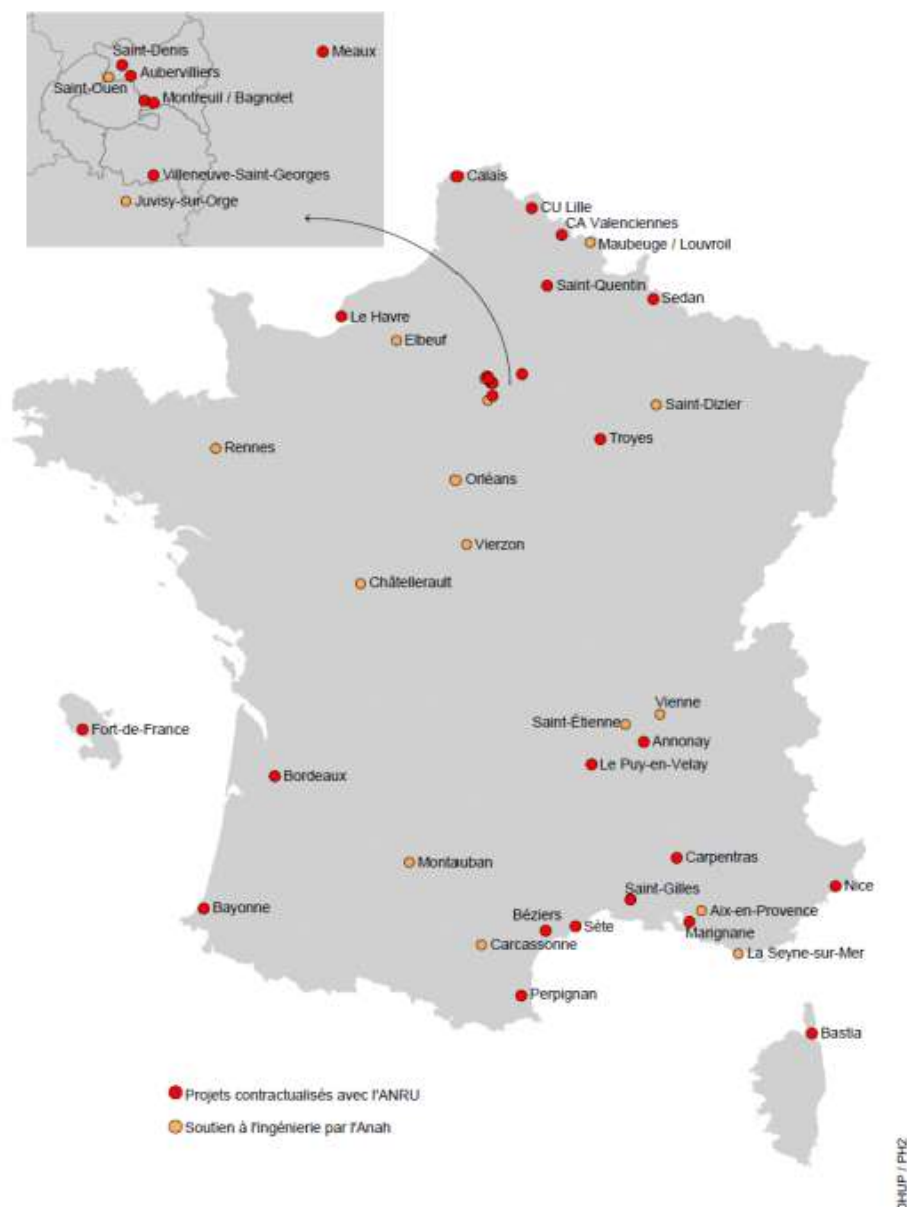 Saint-Denis
Meaux
Aubervilliers
Saint-Ouen
Montreuil / Bagnolet
Villeneuve-Saint-Georges
Juvisy-sur-Orge
Calais
CU Lille
CA Valenciennes
Maubeuge / Louvroil
Saint-Quentin
Sedan
Le Havre
Elbeuf
Saint-Dizier
Troyes
Rennes
Orléans
Vierzon
Châtellerault
Vienne
Saint-Étienne
Fort-de-France
Annonay
Le Puy-en-Velay
Bordeaux
Carpentras
Montauban
Nice
Saint-Gilles
Bayonne
Aix-en-Provence
Béziers
Sète
Marignane
Carcassonne
La Seyne-sur-Mer
Perpignan
Bastia
Projets contractualisés avec l'ANRU
Soutien à l'ingénierie par l'Anah
DHUP / PH2